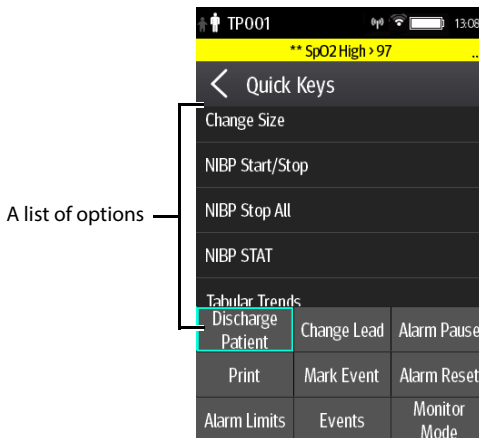 TP001
13:08
** SpO2 High > 97
..
Quick Keys
Change Size
NIBP Start/Stop
A list of options
NIBP Stop All
NIBP STAT
Tabular Trends
Discharge
Patient
Change Lead
Alarm Pause
Print
Mark Event
Alarm Reset
Alarm Limits
Events
Monitor
Mode